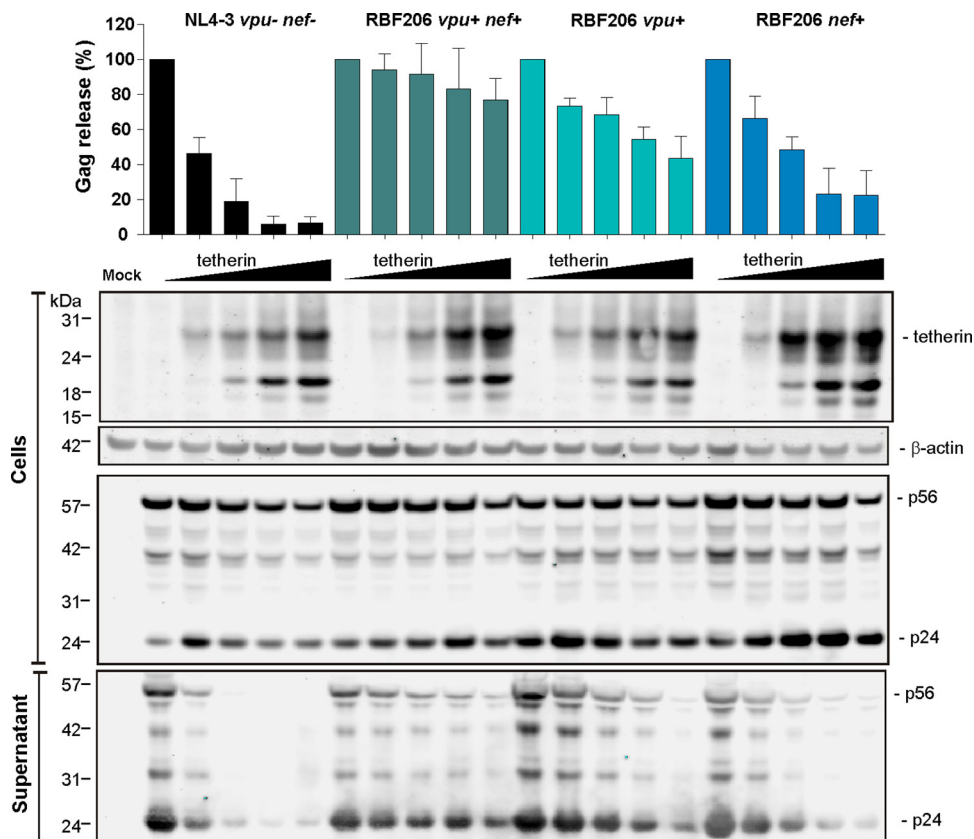 NL4-3 vpu- nef- RBF206 vpu+ nef+ RBF206 vpu+ RBF206 nef+
Gag release (%)
120
100
80
60
40
20
0
Mock tetherin tetherin tetherin tetherin
Cells
kDa
31
24
18
15
- tetherin
42
- β-actin
57
42
31
24
- p56
- p24
Supernatant
57
42
31
24
- p56
- p24